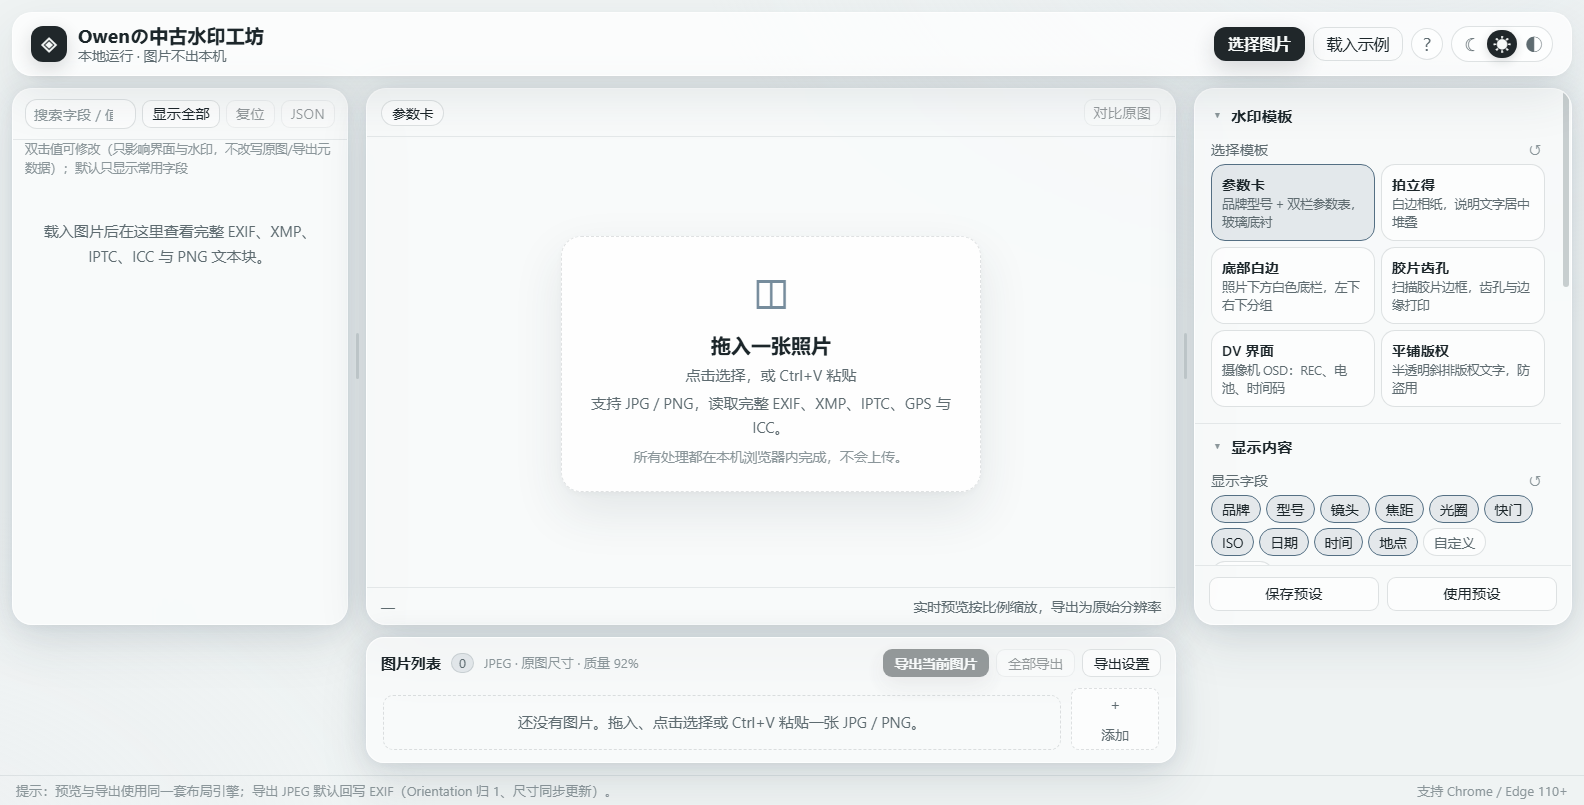 Owenの中古水印工坊
本地运行 · 图片不出本机
选择图片
载入示例
?
显示全部
复位
JSON
双击值可修改（只影响界面与水印，不改写原图/导出元
数据）；默认只显示常用字段
载入图片后在这里查看完整 EXIF、XMP、
IPTC、ICC 与 PNG 文本块。
参数卡
对比原图
拖入一张照片
点击选择，或 Ctrl+V 粘贴
支持 JPG / PNG，读取完整 EXIF、XMP、IPTC、GPS 与
ICC。
所有处理都在本机浏览器内完成，不会上传。
—
实时预览按比例缩放，导出为原始分辨率
图片列表 0 JPEG · 原图尺寸 · 质量 92%
导出当前图片
全部导出
导出设置
还没有图片。拖入、点击选择或 Ctrl+V 粘贴一张 JPG / PNG。
+
添加
水印模板
选择模板
参数卡
品牌型号 + 双栏参数表，
玻璃底衬
拍立得
白边相纸，说明文字居中
堆叠
底部白边
照片下方白色底栏，左下
右下分组
胶片齿孔
扫描胶片边框，齿孔与边
缘打印
DV 界面
摄像机 OSD：REC、电
池、时间码
平铺版权
半透明斜排版权文字，防
盗用
显示内容
显示字段
品牌 型号 镜头 焦距 光圈 快门
ISO 日期 时间 地点 自定义
保存预设
使用预设
提示：预览与导出使用同一套布局引擎；导出 JPEG 默认回写 EXIF（Orientation 归 1、尺寸同步更新）。
支持 Chrome / Edge 110+
搜索字段 /